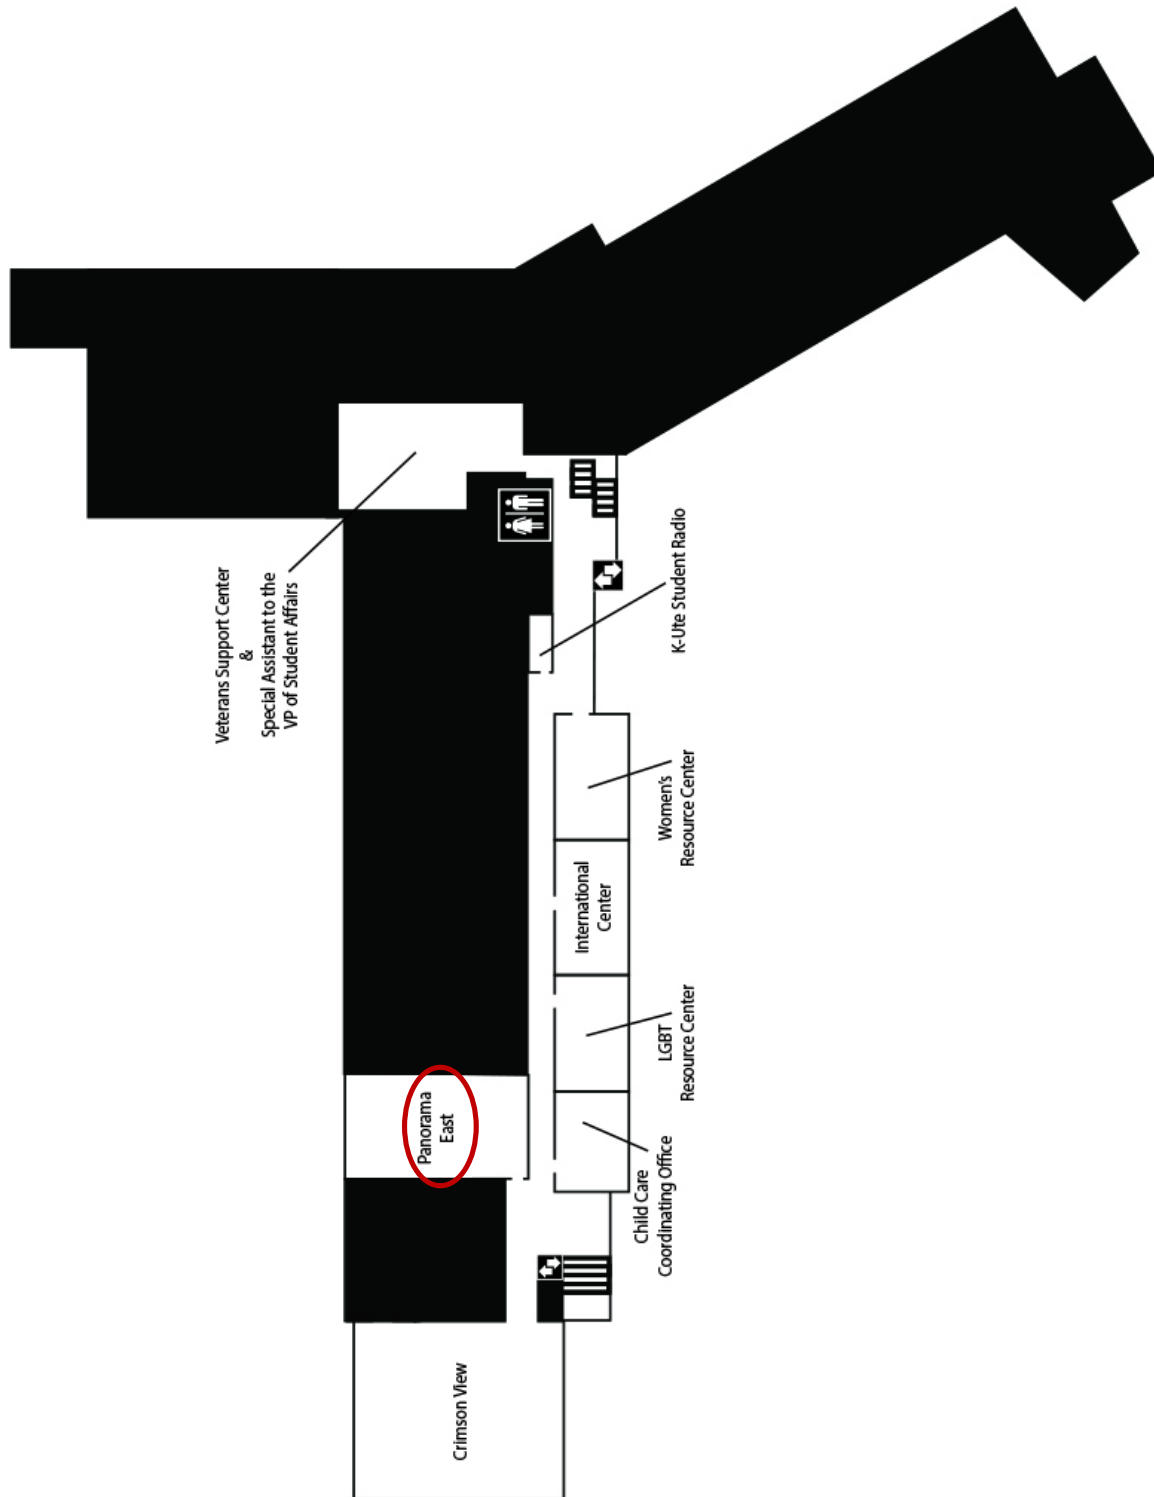 Veterans Support Center
&
Special Assistant to the
VP of Student Affairs
K-Ute Student Radio
Women's
Resource Center
International
Center
LGBT
Resource Center
Panorama
East
Child Care
Coordinating Office
Crimson View